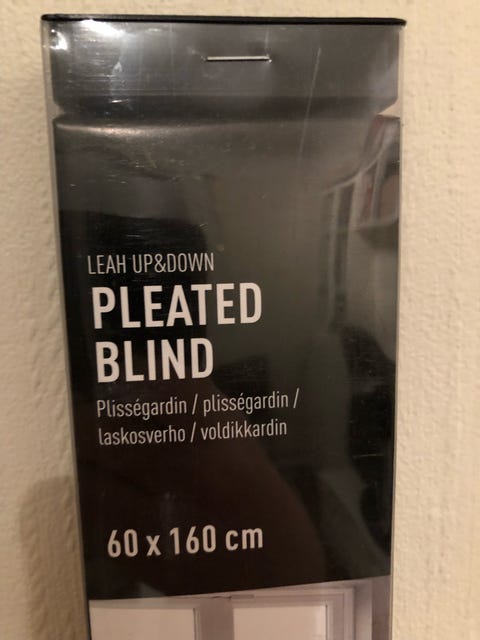 LEAH UP&DOWN
PLEATED
BLIND
Plisségardin / plisségardin /
laskosverho / voldikkardin
60 x 160 cm